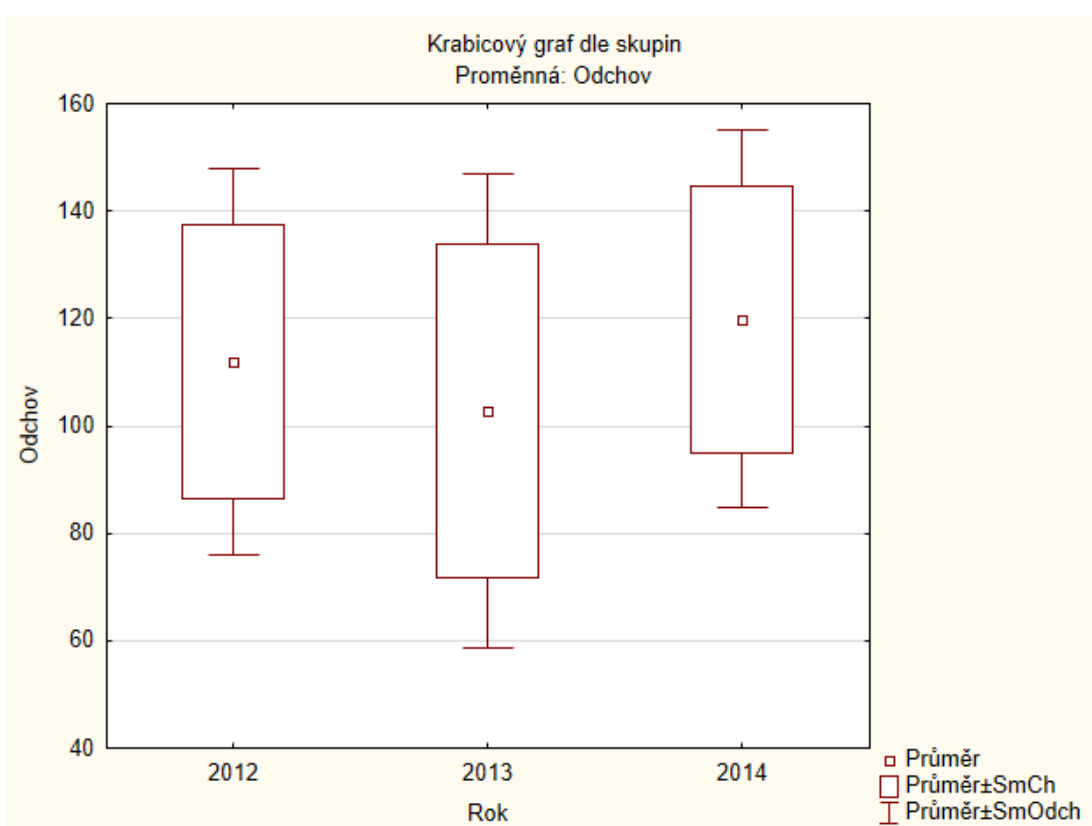 Krabicový graf dle skupin
Proměnná: Odchov
160
140
120
100
80
60
40
Odchov
2012 2013 2014
Rok
Průměr
Průměr±SmCh
Průměr±SmOdch